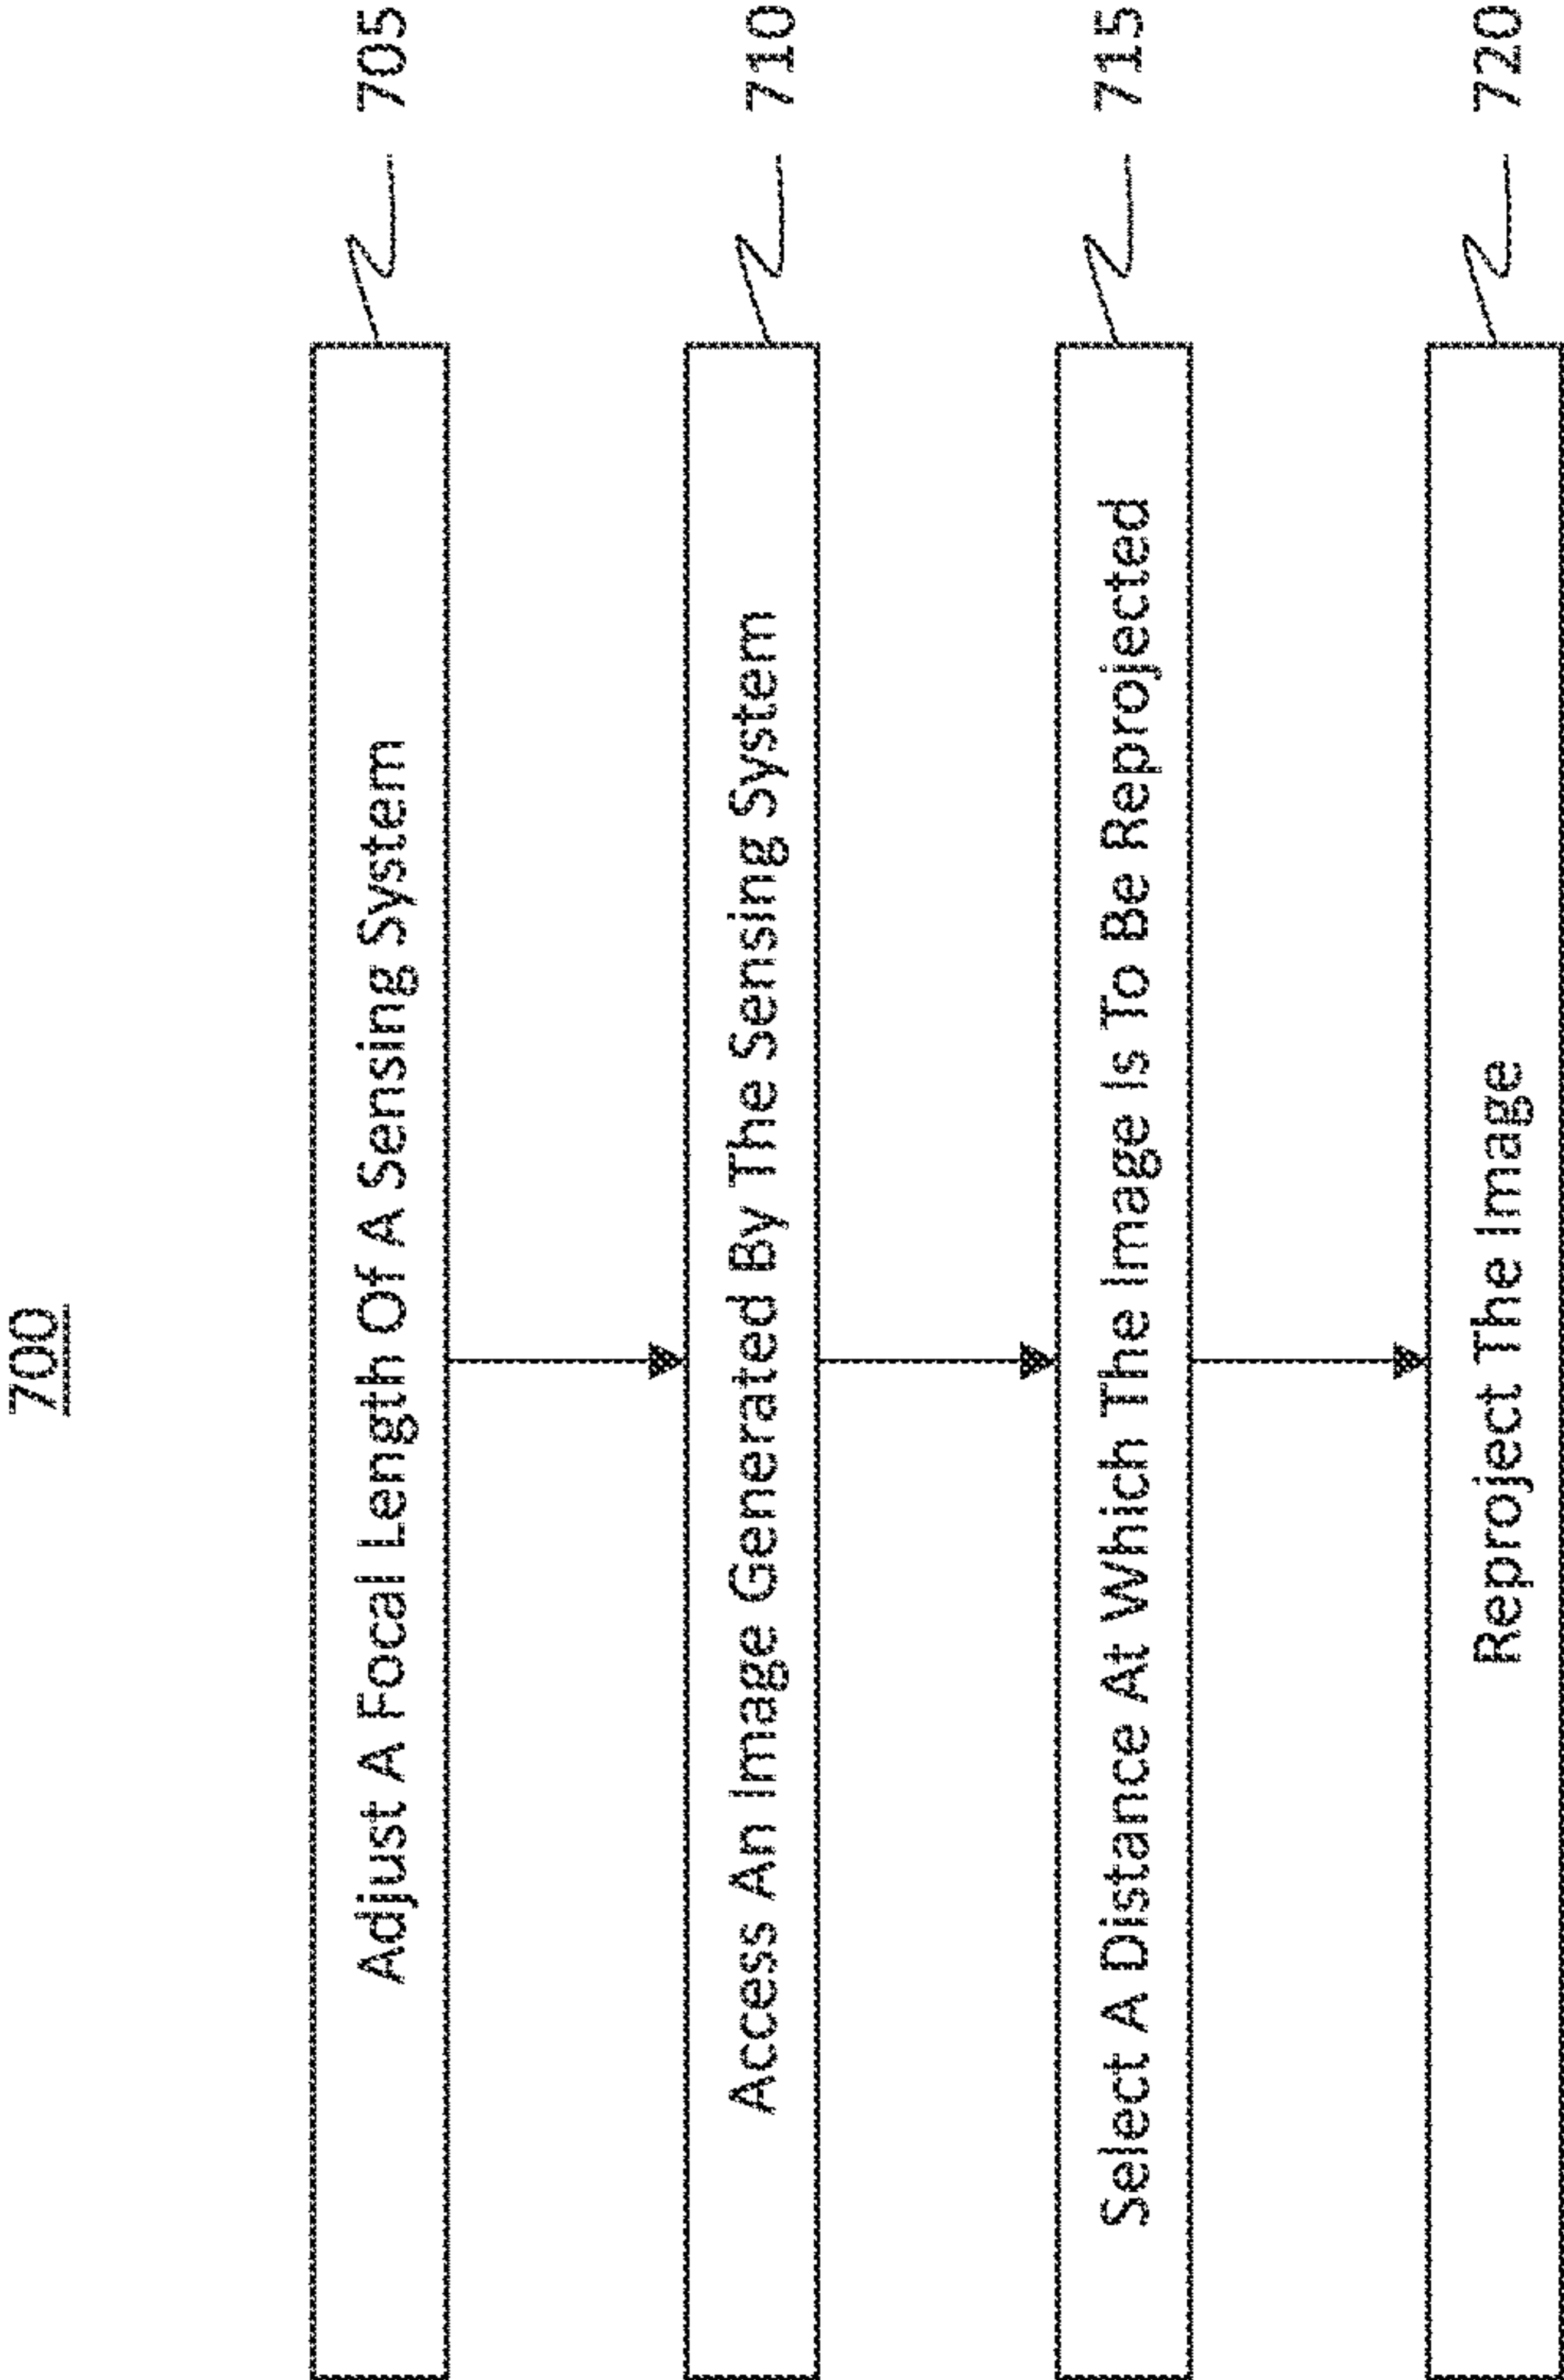 700
Adjust A Focal Length Of A Sensing System
705
Access An Image Generated By The Sensing System
710
Select A Distance At Which The Image Is To Be Reprojected
715
Reproject The Image
720